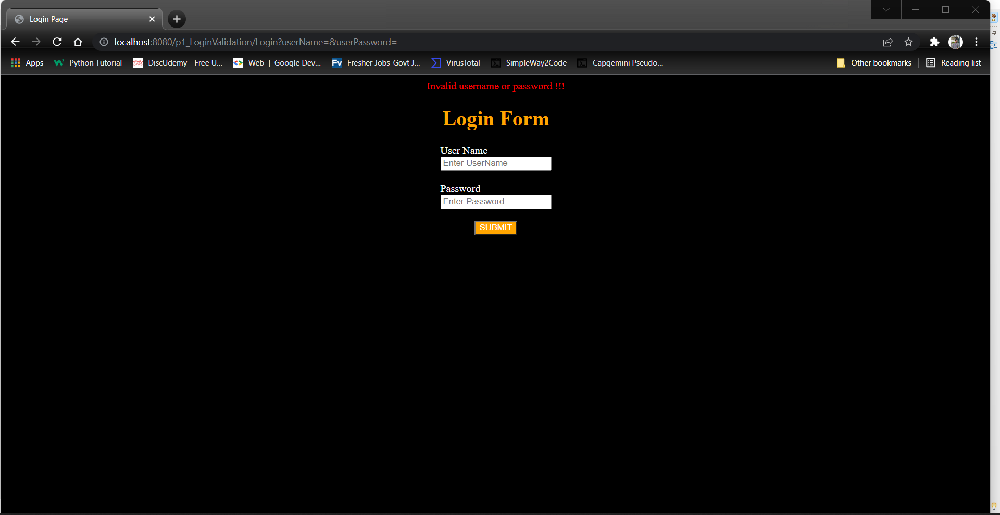 Login Page
localhost:8080/p1_LoginValidation/Login?userName=&userPassword=
Apps Python Tutorial DU DiscUdemy - Free U... Web | Google Dev... Fv Fresher Jobs-Govt J... VirusTotal SimpleWay2Code Capgemini Pseudo... Other bookmarks Reading list
Invalid username or password !!!
Login Form
User Name
Enter UserName
Password
Enter Password
SUBMIT